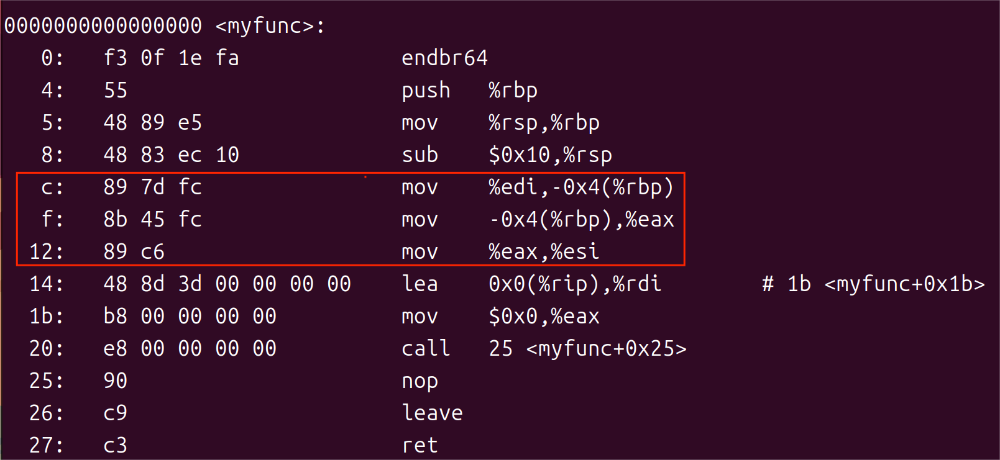 0000000000000000 <myfunc>:
0: f3 0f 1e fa endbr64
4: 55 push %rbp
5: 48 89 e5 mov %rsp,%rbp
8: 48 83 ec 10 sub $0x10,%rsp
c: 89 7d fc mov %edi,-0x4(%rbp)
f: 8b 45 fc mov -0x4(%rbp),%eax
12: 89 c6 mov %eax,%esi
14: 48 8d 3d 00 00 00 00 lea 0x0(%rip),%rdi # 1b <myfunc+0x1b>
1b: b8 00 00 00 00 mov $0x0,%eax
20: e8 00 00 00 00 call 25 <myfunc+0x25>
25: 90 nop
26: c9 leave
27: c3 ret